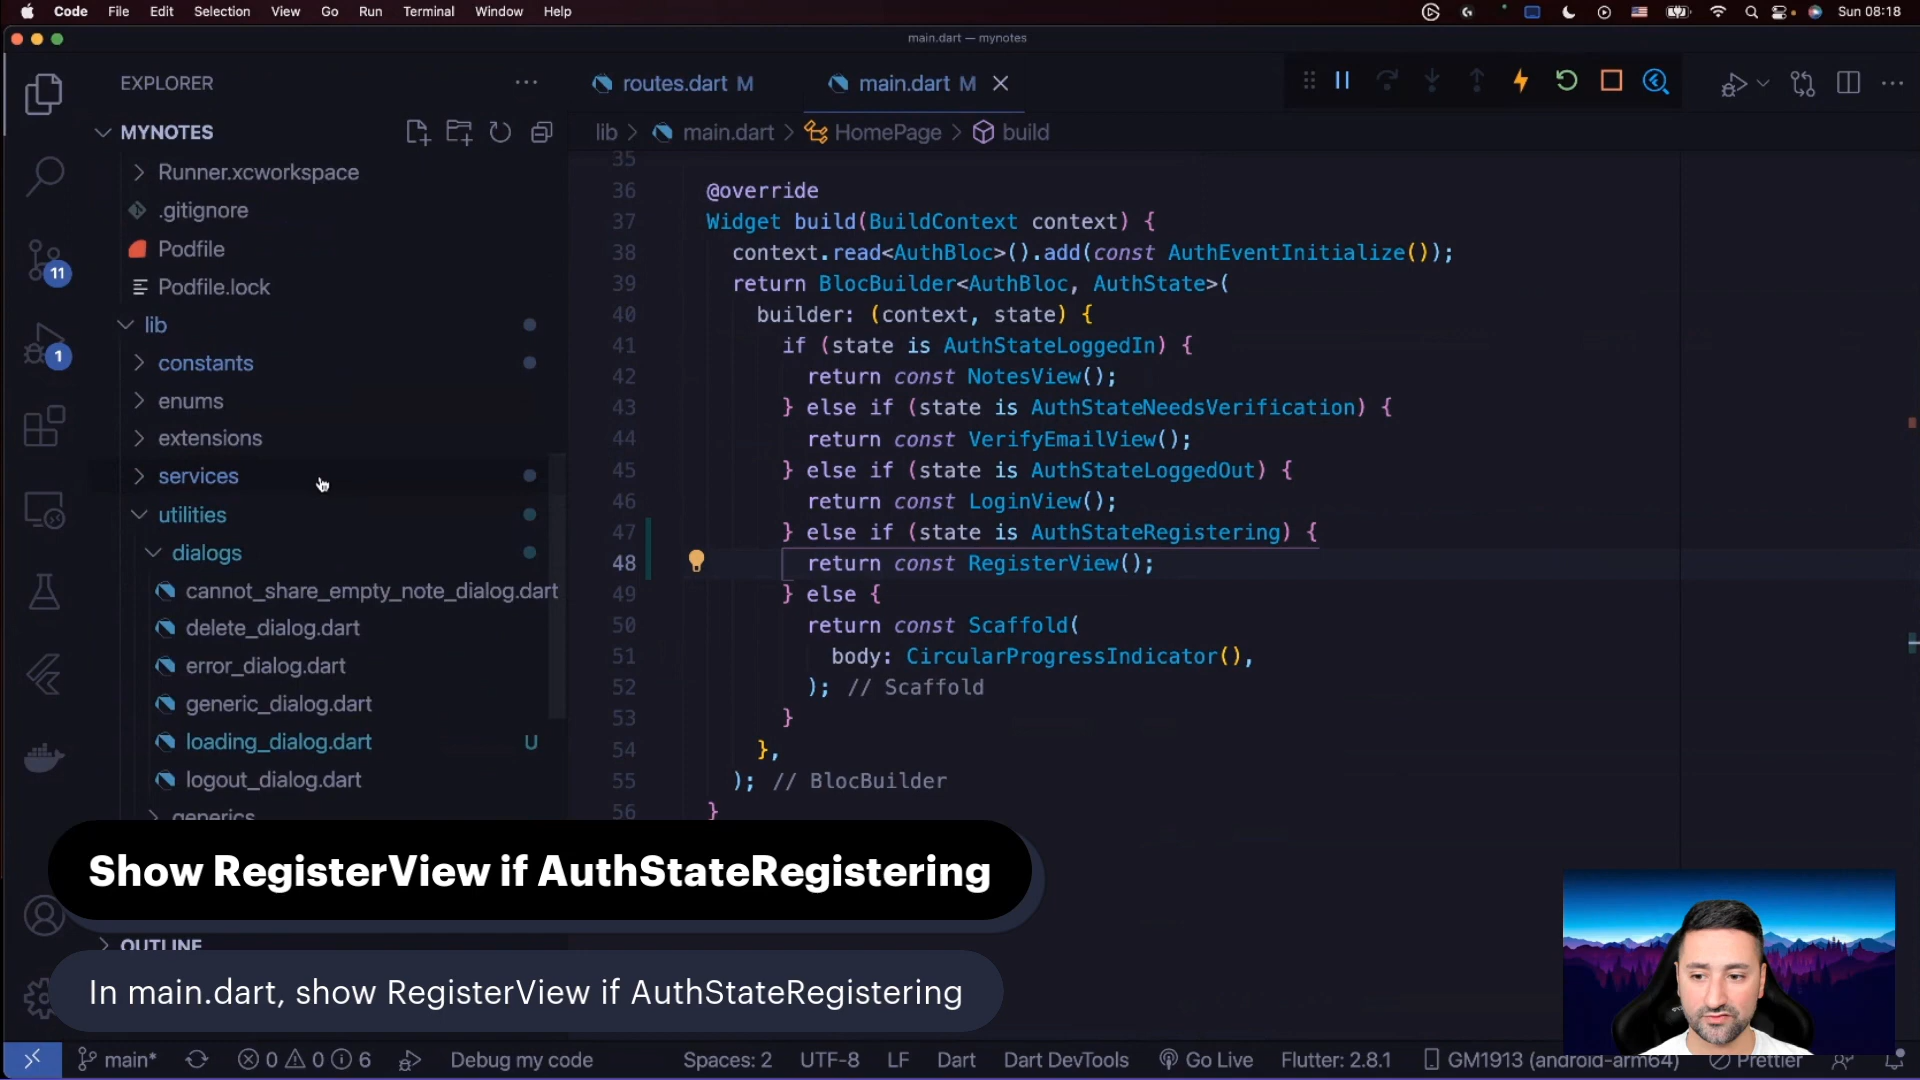 Code File Edit Selection View Go Run Terminal Window Help
Sun 08:18
main.dart — mynotes
EXPLORER
routes.dart M
main.dart M
MYNOTES
lib > main.dart > HomePage > build
Runner.xcworkspace
.gitignore
Podfile
Podfile.lock
lib
constants
enums
extensions
services
utilities
dialogs
cannot_share_empty_note_dialog.dart
delete_dialog.dart
error_dialog.dart
generic_dialog.dart
loading_dialog.dart U
logout_dialog.dart
generics
OUTLINE
11
1
35
36 @override
37 Widget build(BuildContext context) {
38 context.read<AuthBloc>().add(const AuthEventInitialize());
39 return BlocBuilder<AuthBloc, AuthState>(
40 builder: (context, state) {
41 if (state is AuthStateLoggedIn) {
42 return const NotesView();
43 } else if (state is AuthStateNeedsVerification) {
44 return const VerifyEmailView();
45 } else if (state is AuthStateLoggedOut) {
46 return const LoginView();
47 } else if (state is AuthStateRegistering) {
48 return const RegisterView();
49 } else {
50 return const Scaffold(
51 body: CircularProgressIndicator(),
52 ); // Scaffold
53 }
54 },
55 ); // BlocBuilder
56 }
Show RegisterView if AuthStateRegistering
In main.dart, show RegisterView if AuthStateRegistering
main* 0 0 6 Debug my code Spaces: 2 UTF-8 LF Dart Dart DevTools Go Live Flutter: 2.8.1 GM1913 (android-arm64) Prettier